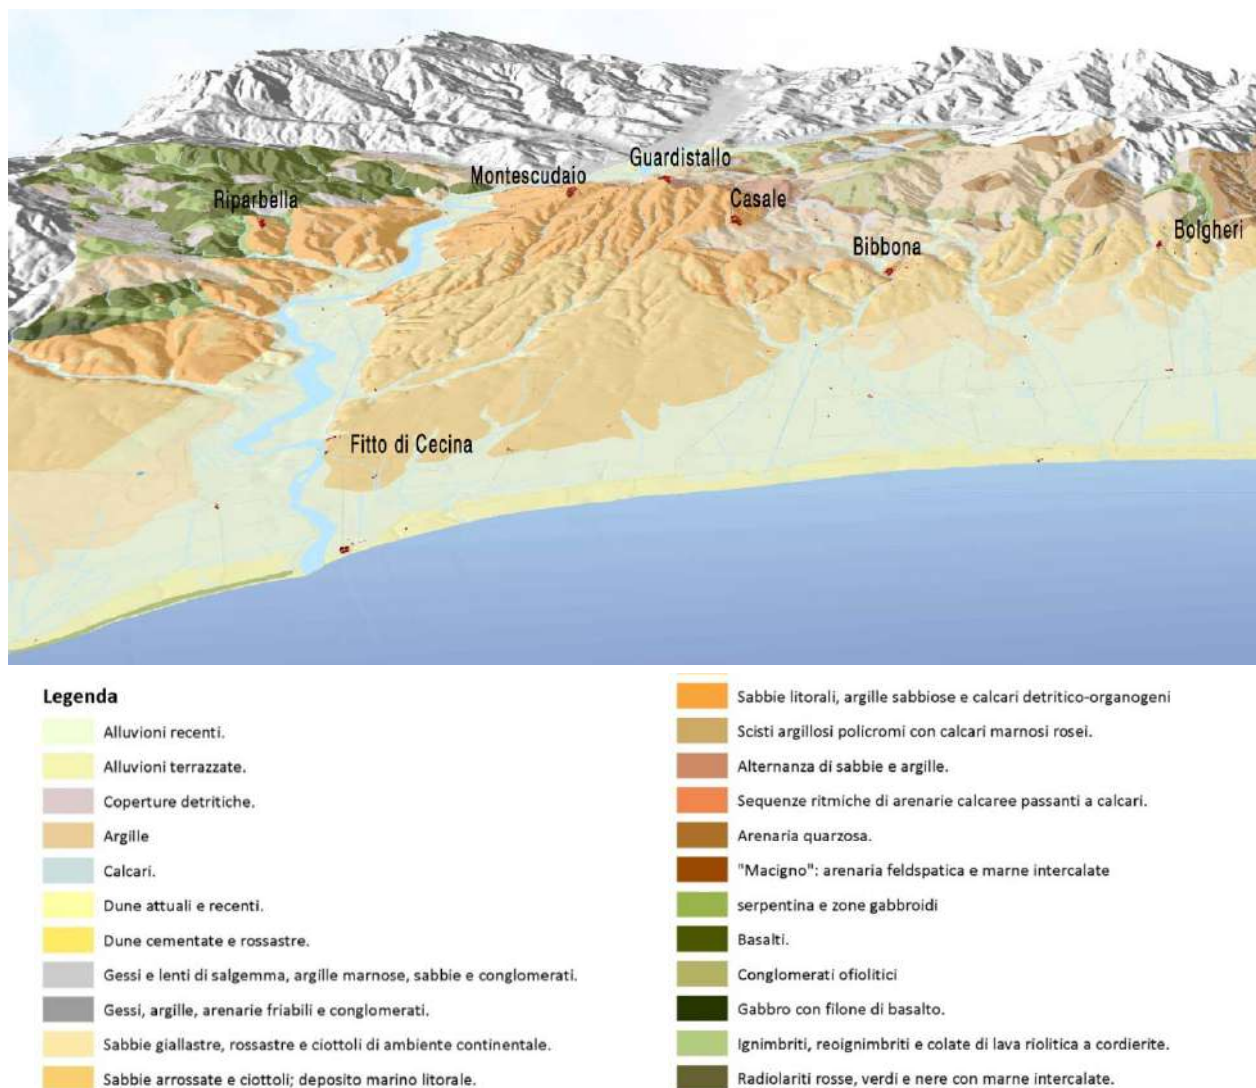 Guardistallo
Montescudaio
Riparbella
Casale
Bolgheri
Bibbona
Fitto di Cecina
Legenda
Alluvioni recenti.
Alluvioni terrazzate.
Coperture detritiche.
Argille
Calcari.
Dune attuali e recenti.
Dune cementate e rossastre.
Gessi e lenti di salgemma, argille marnose, sabbie e conglomerati.
Gessi, argille, arenarie friabili e conglomerati.
Sabbie giallastre, rossastre e ciottoli di ambiente continentale.
Sabbie arrossate e ciottoli; deposito marino litorale.
Sabbie litorali, argille sabbiose e calcari detritico-organogeni
Scisti argillosi policromi con calcari marnosi rosei.
Alternanza di sabbie e argille.
Sequenze ritmiche di arenarie calcaree passanti a calcari.
Arenaria quarzosa.
"Macigno": arenaria feldspatica e marne intercalate
serpentina e zone gabbroidi
Basalti.
Conglomerati ofiolitici
Gabbro con filone di basalto.
Ignimbriti, reoignimbriti e colate di lava riolitica a cordierite.
Radiolariti rosse, verdi e nere con marne intercalate.